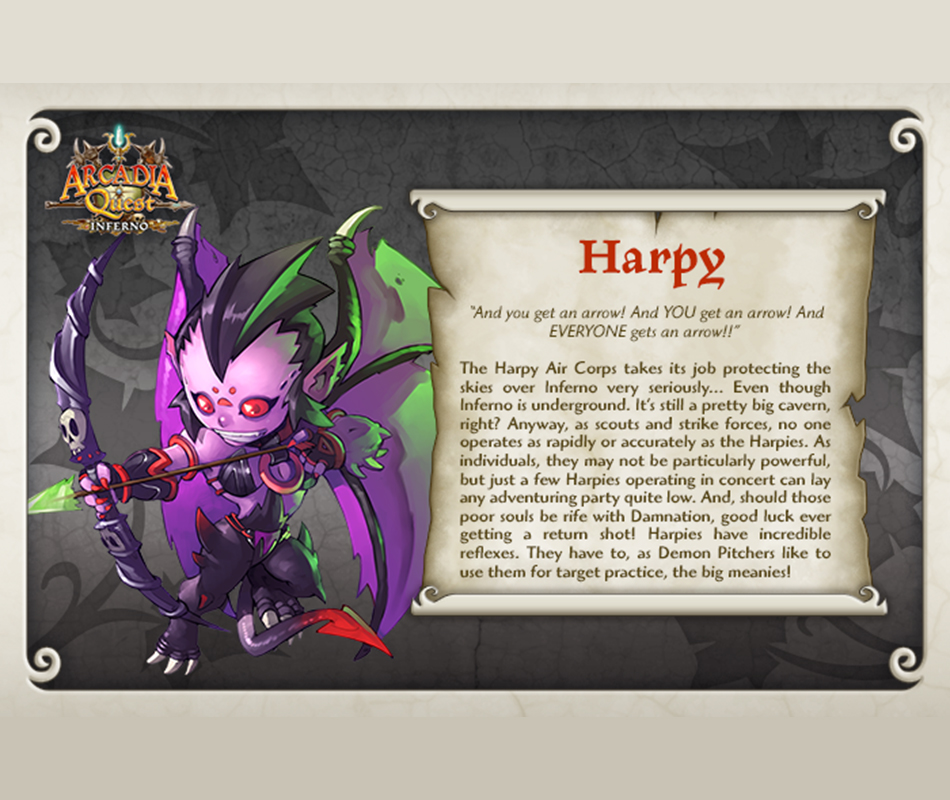 ARCADIA
Quest
INFERNO
Harpy
“And you get an arrow! And YOU get an arrow! And
EVERYONE gets an arrow!!”
The Harpy Air Corps takes its job protecting the
skies over Inferno very seriously... Even though
Inferno is underground. It's still a pretty big cavern,
right? Anyway, as scouts and strike forces, no one
operates as rapidly or accurately as the Harpies. As
individuals, they may not be particularly powerful,
but just a few Harpies operating in concert can lay
any adventuring party quite low. And, should those
poor souls be rife with Damnation, good luck ever
getting a return shot! Harpies have incredible
reflexes. They have to, as Demon Pitchers like to
use them for target practice, the big meanies!